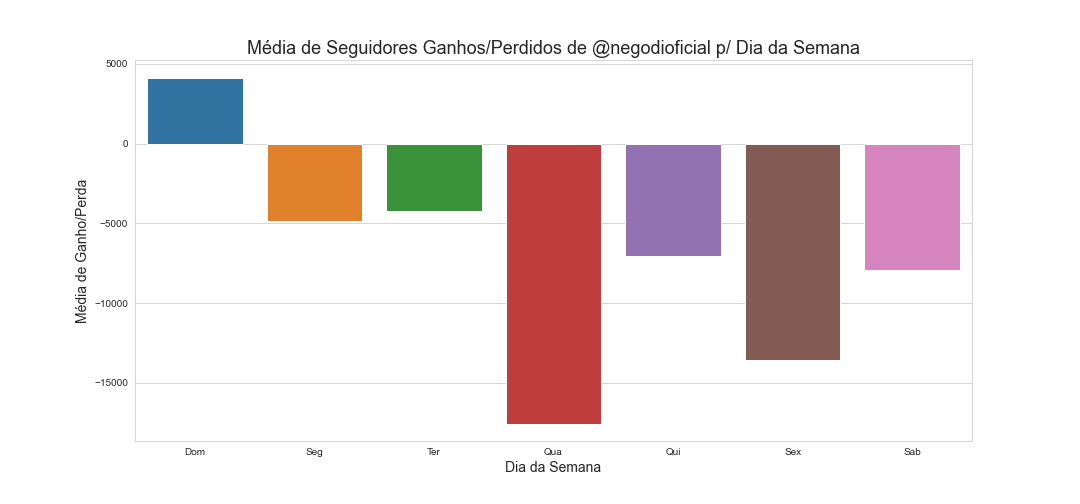 Média de Seguidores Ganhos/Perdidos de @negodioficial p/ Dia da Semana
5000
0
−5000
−10000
−15000
Média de Ganho/Perda
Dom Seg Ter Qua Qui Sex Sab
Dia da Semana